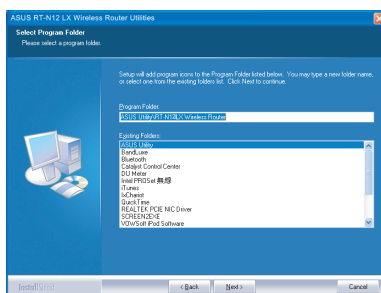 ASUS RT-N12 LX Wireless Router Utilities
Select Program Folder
Please select a program folder.
Setup will add program icons to the Program Folder listed below. You may type a new folder name, or select one from the existing folders list. Click Next to continue.
Program Folder:
ASUS Utility\RT-N12 LX Wireless Router
Existing Folders:
ASUS Utility
BandLuxe
Bluetooth
Catalyst Control Center
DU Meter
Intel PROSet 無線
iTunes
IxChariot
QuickTime
REALTEK PCIE NIC Driver
SCREEN2EXE
VOWSoft iPod Software
InstallShield
< Back
Next >
Cancel